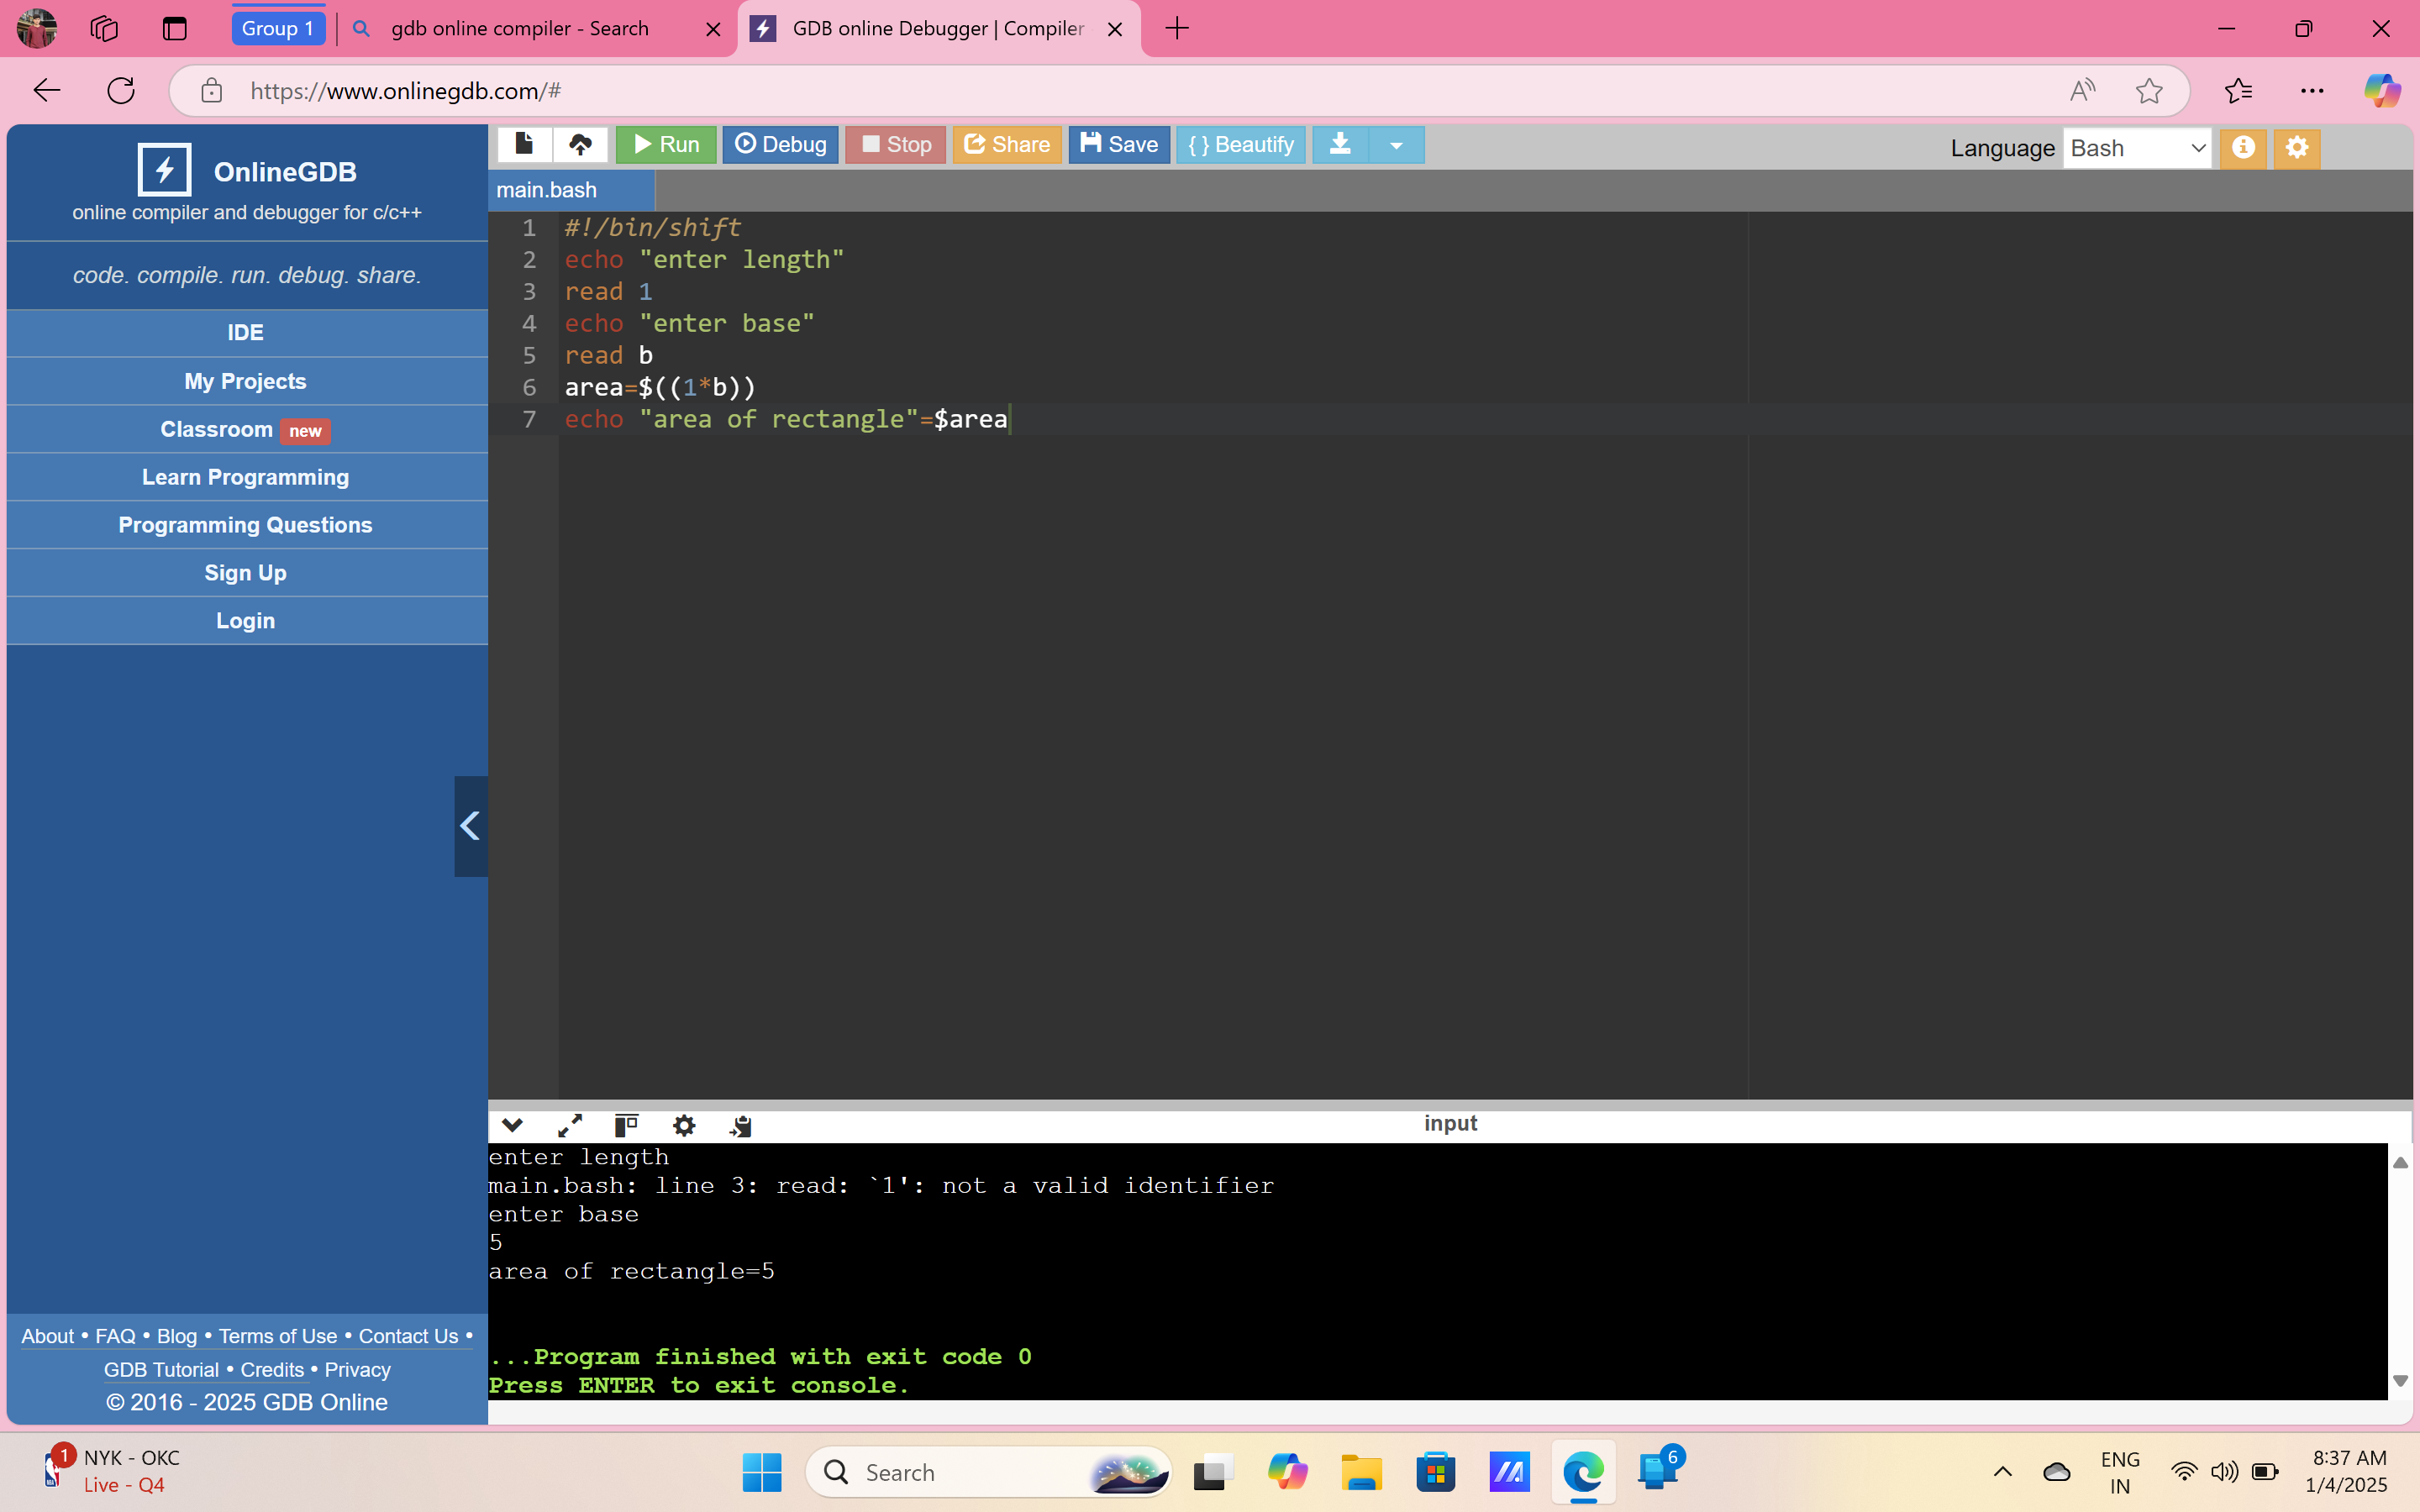 Group 1
gdb online compiler - Search
GDB online Debugger | Compiler
https://www.onlinegdb.com/#
OnlineGDB
online compiler and debugger for c/c++
code. compile. run. debug. share.
IDE
My Projects
Classroom new
Learn Programming
Programming Questions
Sign Up
Login
About • FAQ • Blog • Terms of Use • Contact Us •
GDB Tutorial • Credits • Privacy
© 2016 - 2025 GDB Online
Run Debug Stop Share Save { } Beautify
Language Bash
main.bash
1 #!/bin/shift
2 echo "enter length"
3 read 1
4 echo "enter base"
5 read b
6 area=$((1*b))
7 echo "area of rectangle"=$area
input
enter length
main.bash: line 3: read: `1': not a valid identifier
enter base
5
area of rectangle=5
...Program finished with exit code 0
Press ENTER to exit console.
1
NYK - OKC
Live - Q4
Search
6
ENG
IN
8:37 AM
1/4/2025